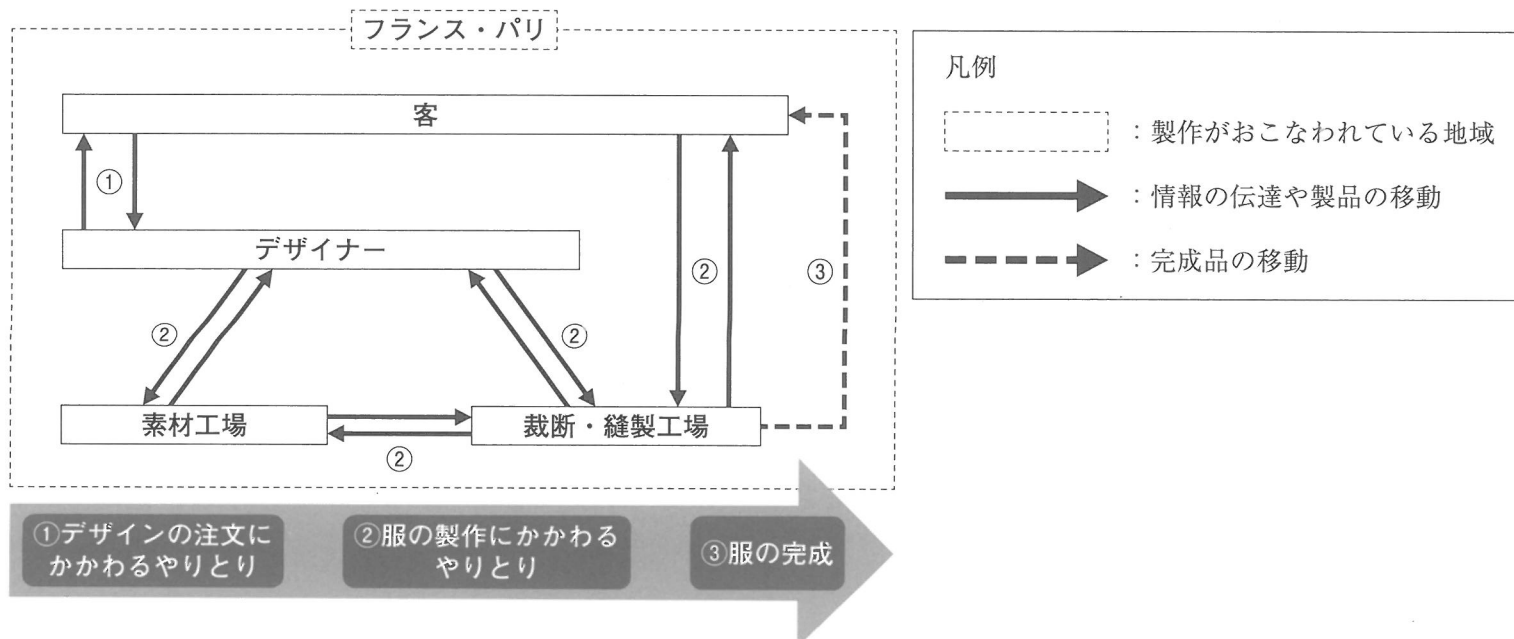 フランス・パリ
客
①
デザイナー
②
②
②
③
素材工場
裁断・縫製工場
②
①デザインの注文に
かかわるやりとり
②服の製作にかかわる
やりとり
③服の完成
凡例
：製作がおこなわれている地域
：情報の伝達や製品の移動
：完成品の移動